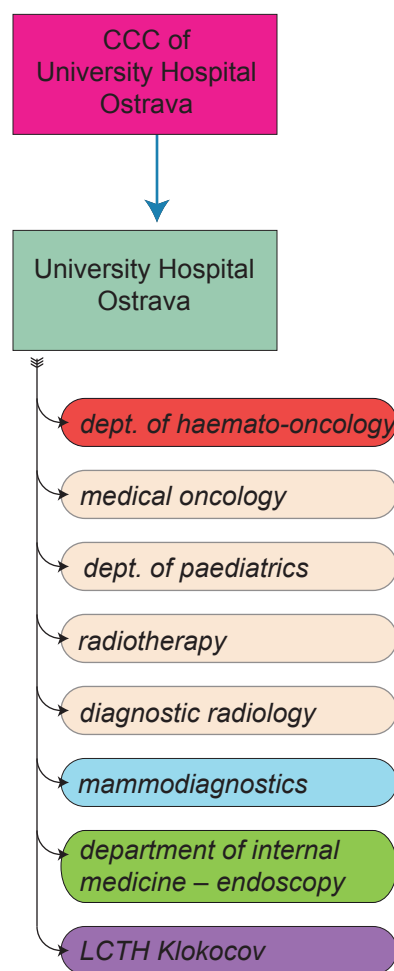 CCC of
University Hospital
Ostrava
University Hospital
Ostrava
dept. of haemato-oncology
medical oncology
dept. of paediatrics
radiotherapy
diagnostic radiology
mammodiagnostics
department of internal
medicine – endoscopy
LCTH Klokocov